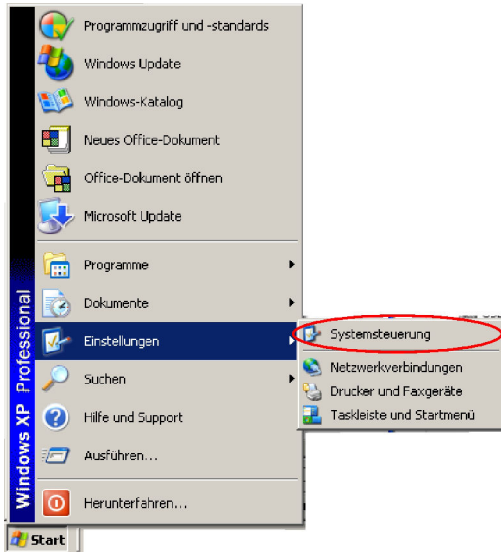 Programmzugriff und -standards
Windows Update
Windows-Katalog
Neues Office-Dokument
Office-Dokument öffnen
Microsoft Update
Programme
Dokumente
Einstellungen
Systemsteuerung
Netzwerkverbindungen
Drucker und Faxgeräte
Taskleiste und Startmenü
Suchen
Hilfe und Support
Ausführen...
Herunterfahren...
Windows XP Professional
Start